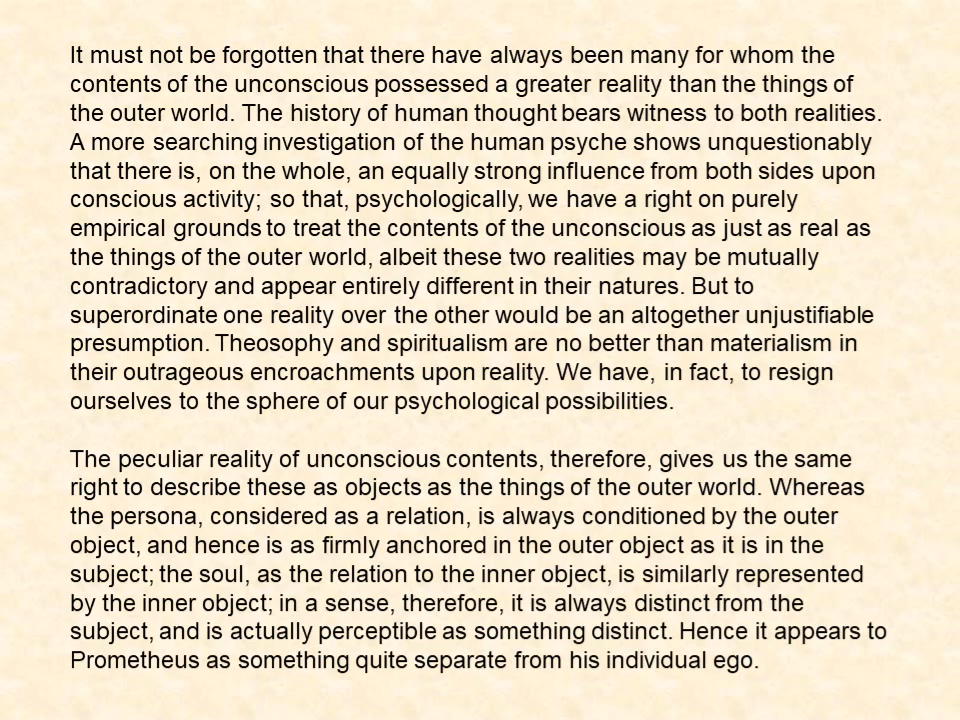 It must not be forgotten that there have always been many for whom the
contents of the unconscious possessed a greater reality than the things of
the outer world. The history of human thought bears witness to both realities.
A more searching investigation of the human psyche shows unquestionably
that there is, on the whole, an equally strong influence from both sides upon
conscious activity; so that, psychologically, we have a right on purely
empirical grounds to treat the contents of the unconscious as just as real as
the things of the outer world, albeit these two realities may be mutually
contradictory and appear entirely different in their natures. But to
superordinate one reality over the other would be an altogether unjustifiable
presumption. Theosophy and spiritualism are no better than materialism in
their outrageous encroachments upon reality. We have, in fact, to resign
ourselves to the sphere of our psychological possibilities.

The peculiar reality of unconscious contents, therefore, gives us the same
right to describe these as objects as the things of the outer world. Whereas
the persona, considered as a relation, is always conditioned by the outer
object, and hence is as firmly anchored in the outer object as it is in the
subject; the soul, as the relation to the inner object, is similarly represented
by the inner object; in a sense, therefore, it is always distinct from the
subject, and is actually perceptible as something distinct. Hence it appears to
Prometheus as something quite separate from his individual ego.